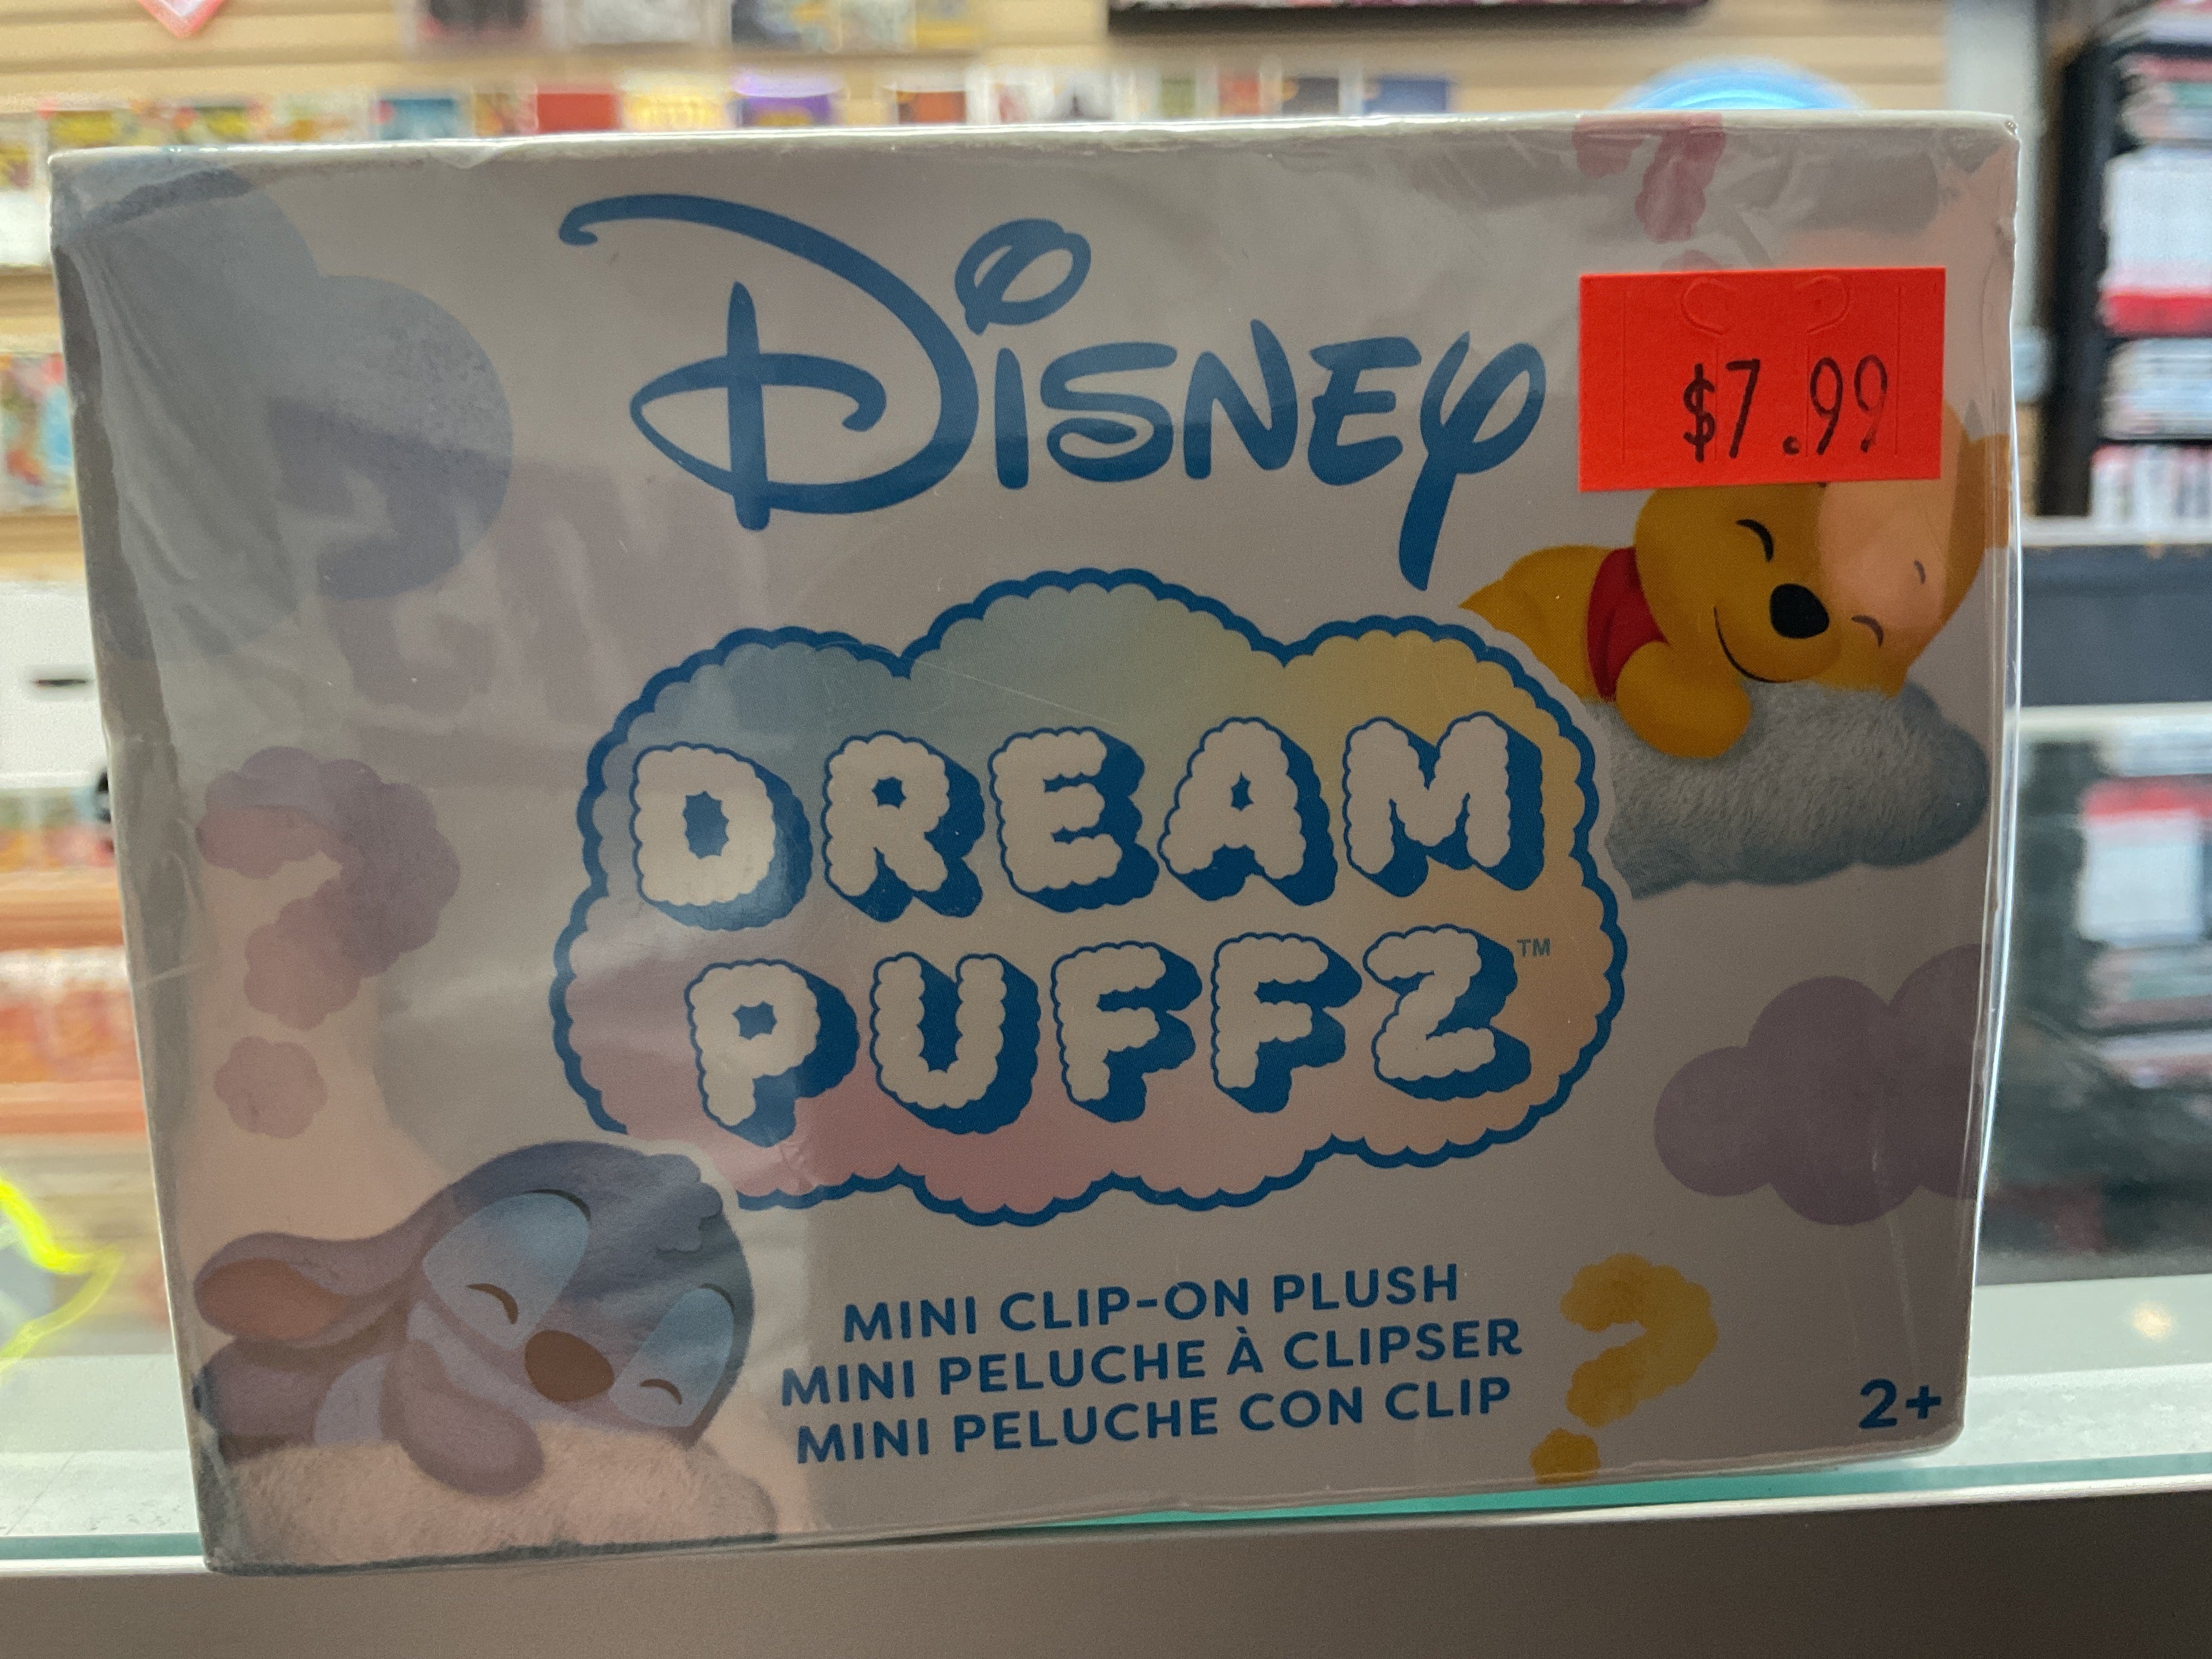 Disney
$7.99
DREAM
PUFFZ™
MINI CLIP-ON PLUSH
MINI PELUCHE À CLIPSER
MINI PELUCHE CON CLIP
?
?
2+